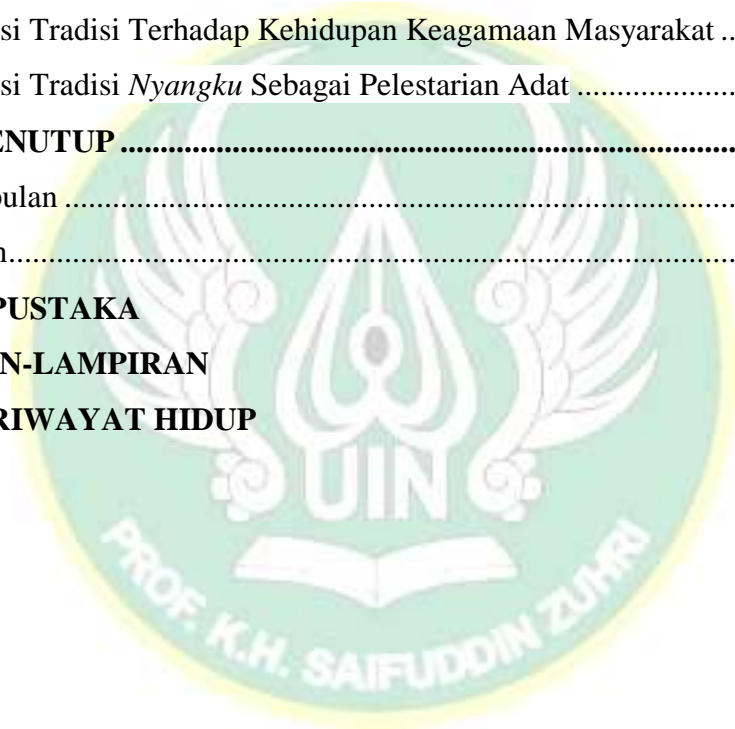 si Tradisi Terhadap Kehidupan Keagamaan Masyarakat ..
si Tradisi Nyangku Sebagai Pelestarian Adat ....................
ENUTUP ...............................................................................
pulan .....................................................................................
n.............................................................................................
PUSTAKA
N-LAMPIRAN
RIWAYAT HIDUP
UIN
PROF. K.H. SAIFUDDIN ZUHRI